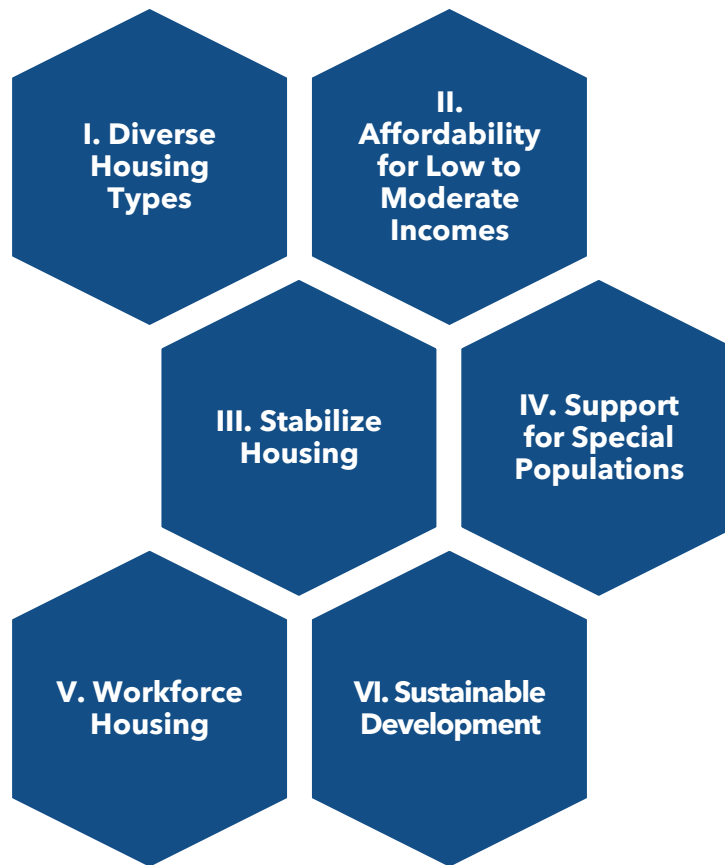 I. Diverse
Housing
Types
II.
Affordability
for Low to
Moderate
Incomes
III. Stabilize
Housing
IV. Support
for Special
Populations
V. Workforce
Housing
VI. Sustainable
Development